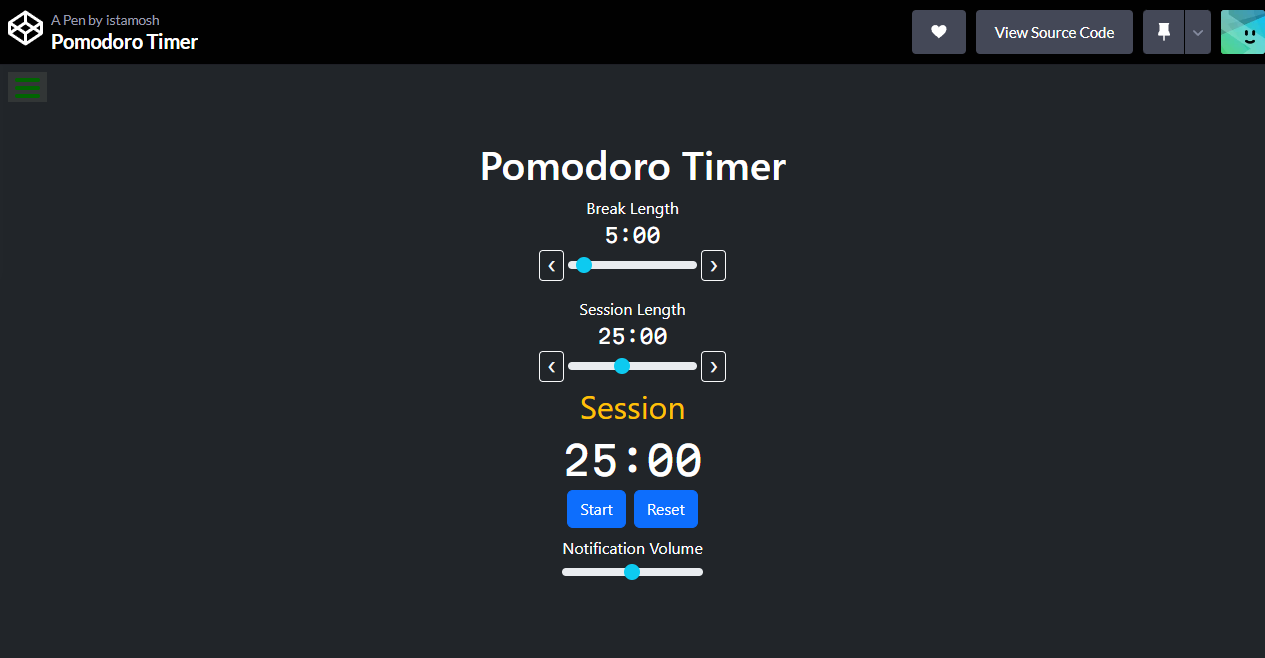 A Pen by istamosh
Pomodoro Timer
View Source Code
Pomodoro Timer
Break Length
5:00
Session Length
25:00
Session
25:00
Start Reset
Notification Volume